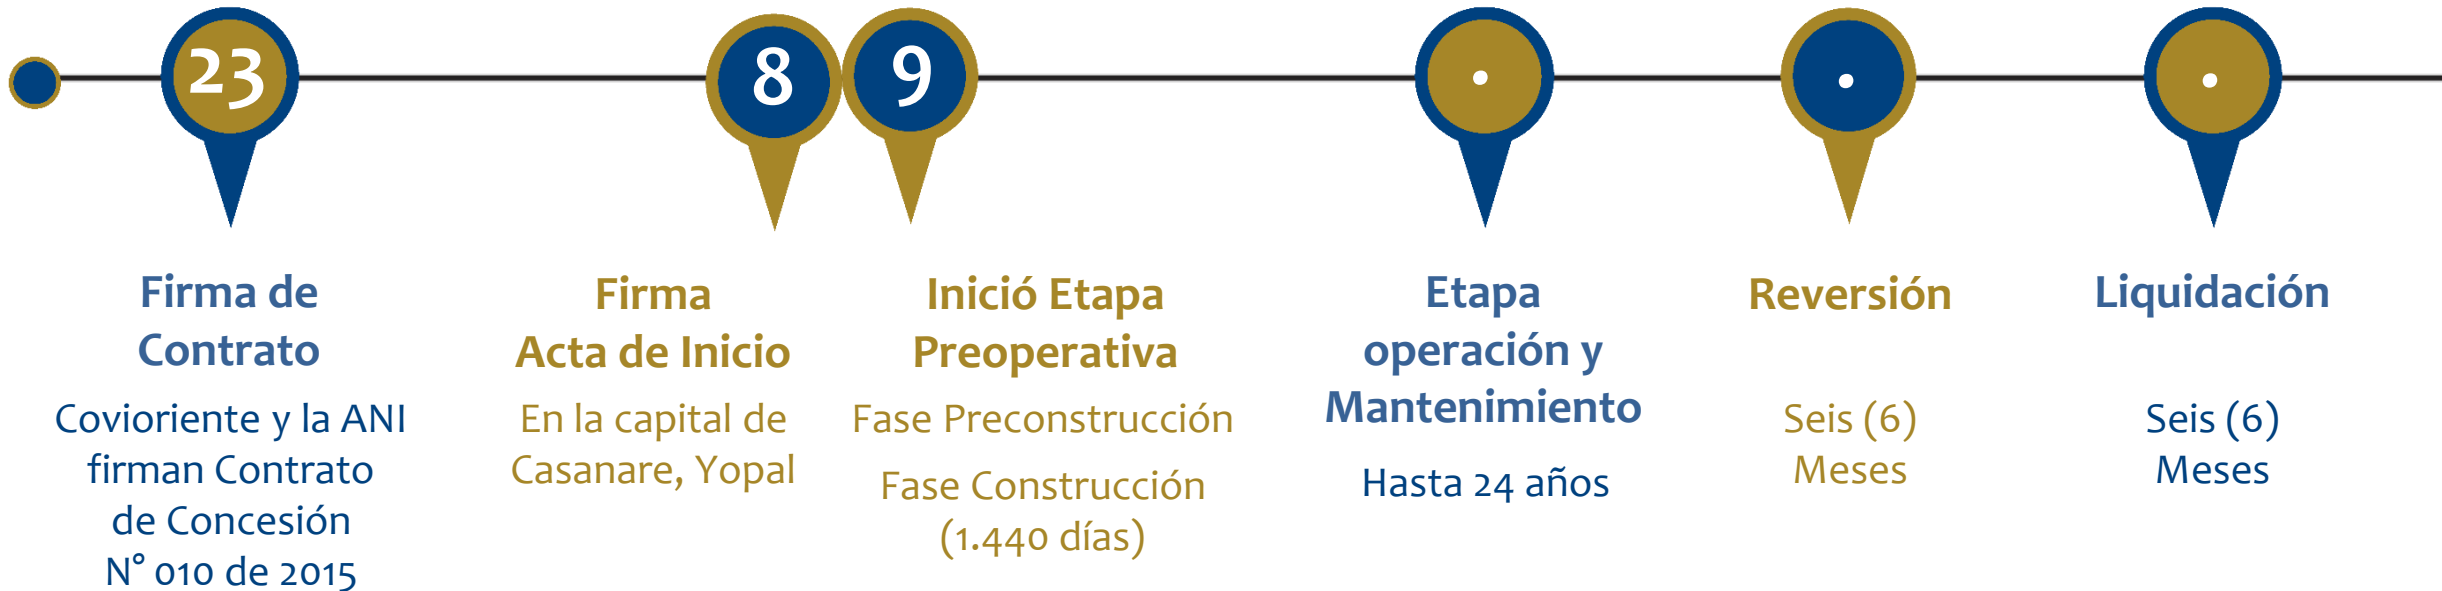 23
8
9
Firma de
Contrato
Covioriente y la ANI
firman Contrato
de Concesión
N° 010 de 2015
Firma
Acta de Inicio
En la capital de
Casanare, Yopal
Inició Etapa
Preoperativa
Fase Preconstrucción
Fase Construcción
(1.440 días)
Etapa
operación y
Mantenimiento
Hasta 24 años
Reversión
Seis (6)
Meses
Liquidación
Seis (6)
Meses